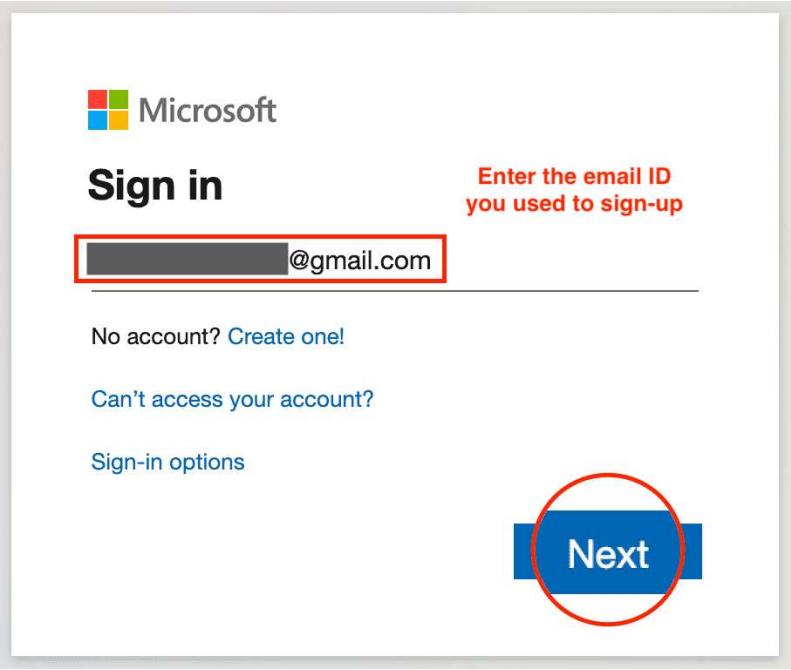 Microsoft
Sign in
Enter the email ID
you used to sign-up
@gmail.com
No account? Create one!
Can’t access your account?
Sign-in options
Next